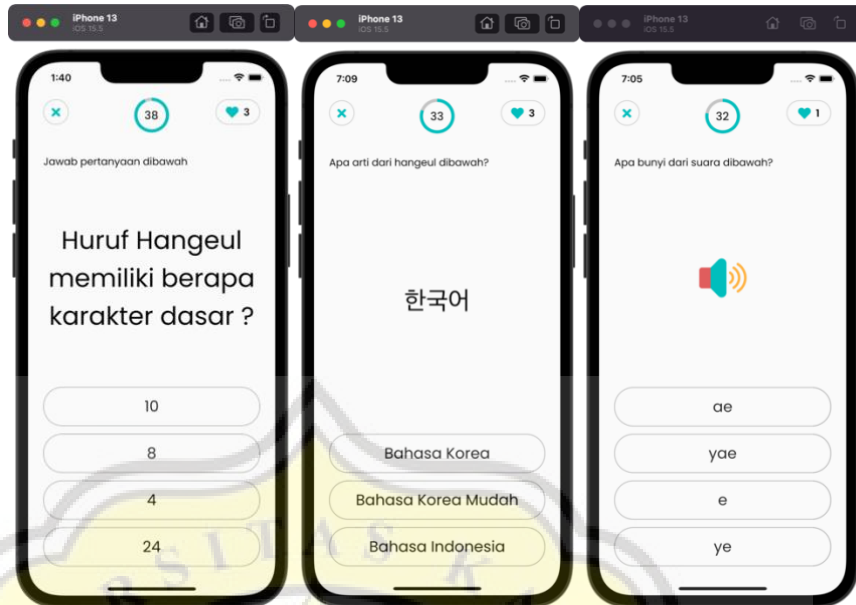 iPhone 13
iOS 15.5
1:40
38
3
Jawab pertanyaan dibawah
Huruf Hangeul
memiliki berapa
karakter dasar ?
10
8
4
24
iPhone 13
iOS 15.5
7:09
33
3
Apa arti dari hangeul dibawah?
한국어
Bahasa Korea
Bahasa Korea Mudah
Bahasa Indonesia
iPhone 13
iOS 15.5
7:05
32
1
Apa bunyi dari suara dibawah?
ae
yae
e
ye
R S I T A S K A